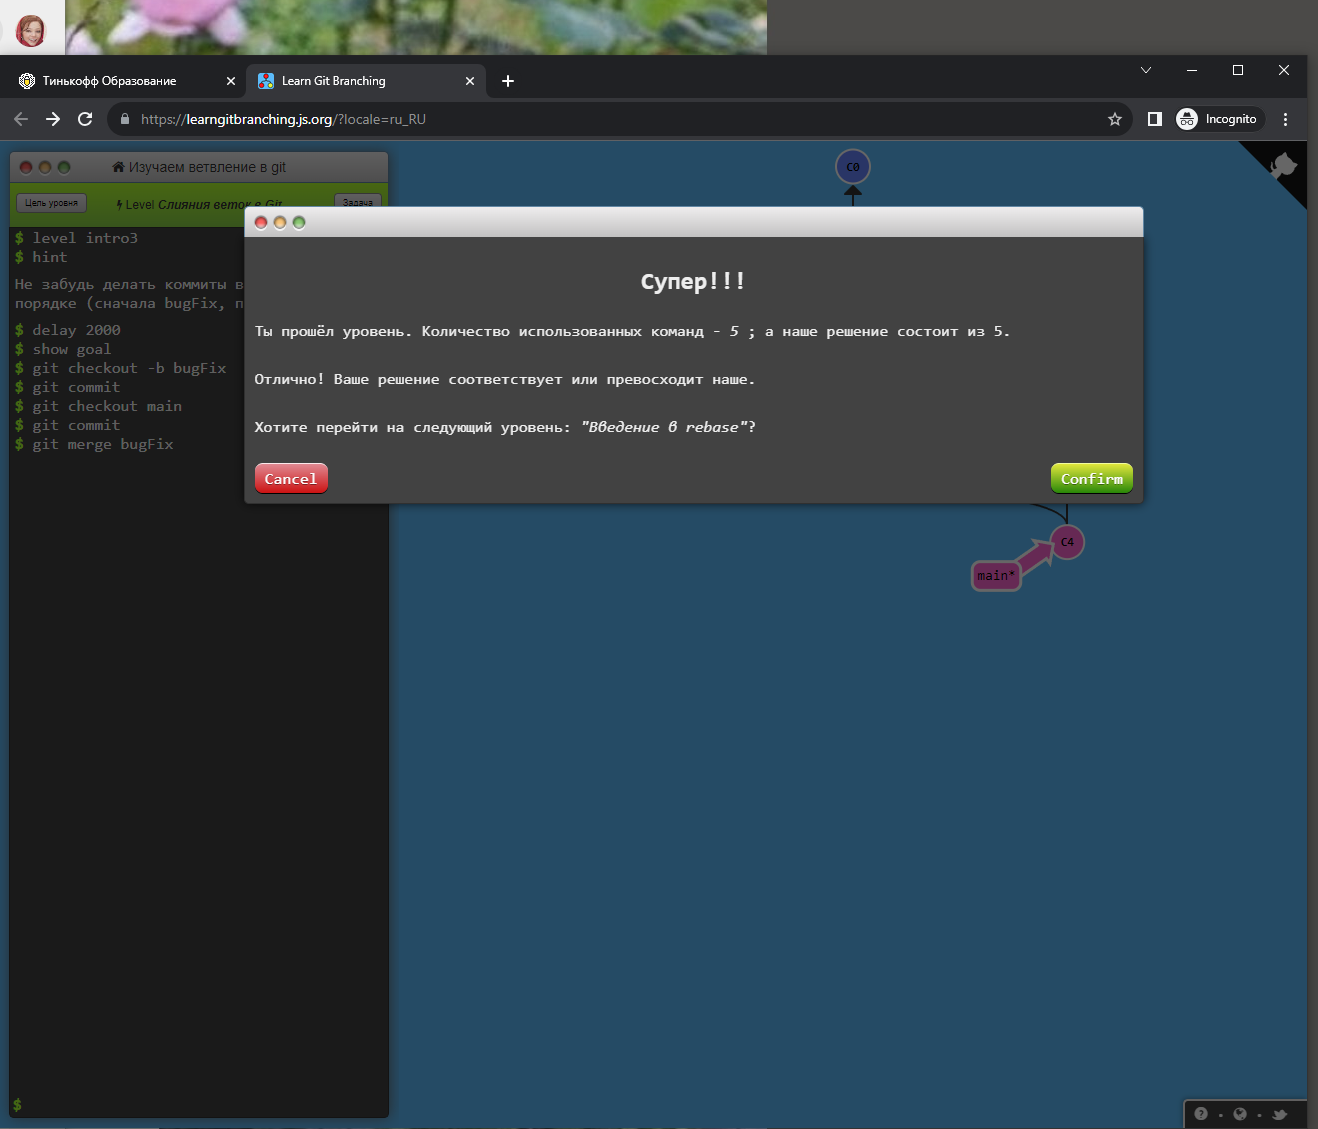 Тинькофф Образование
Learn Git Branching
https://learngitbranching.js.org/?locale=ru_RU
Incognito
Изучаем ветвление в git
Цель уровня
Level Слияния веток в Git
Задача
$ level intro3
$ hint
Не забудь делать коммиты в
порядке (сначала bugFix, п
$ delay 2000
$ show goal
$ git checkout -b bugFix
$ git commit
$ git checkout main
$ git commit
$ git merge bugFix
$
C0
Супер!!!
Ты прошёл уровень. Количество использованных команд - 5 ; а наше решение состоит из 5.
Отлично! Ваше решение соответствует или превосходит наше.
Хотите перейти на следующий уровень: "Введение в rebase"?
Cancel
Confirm
C4
main*